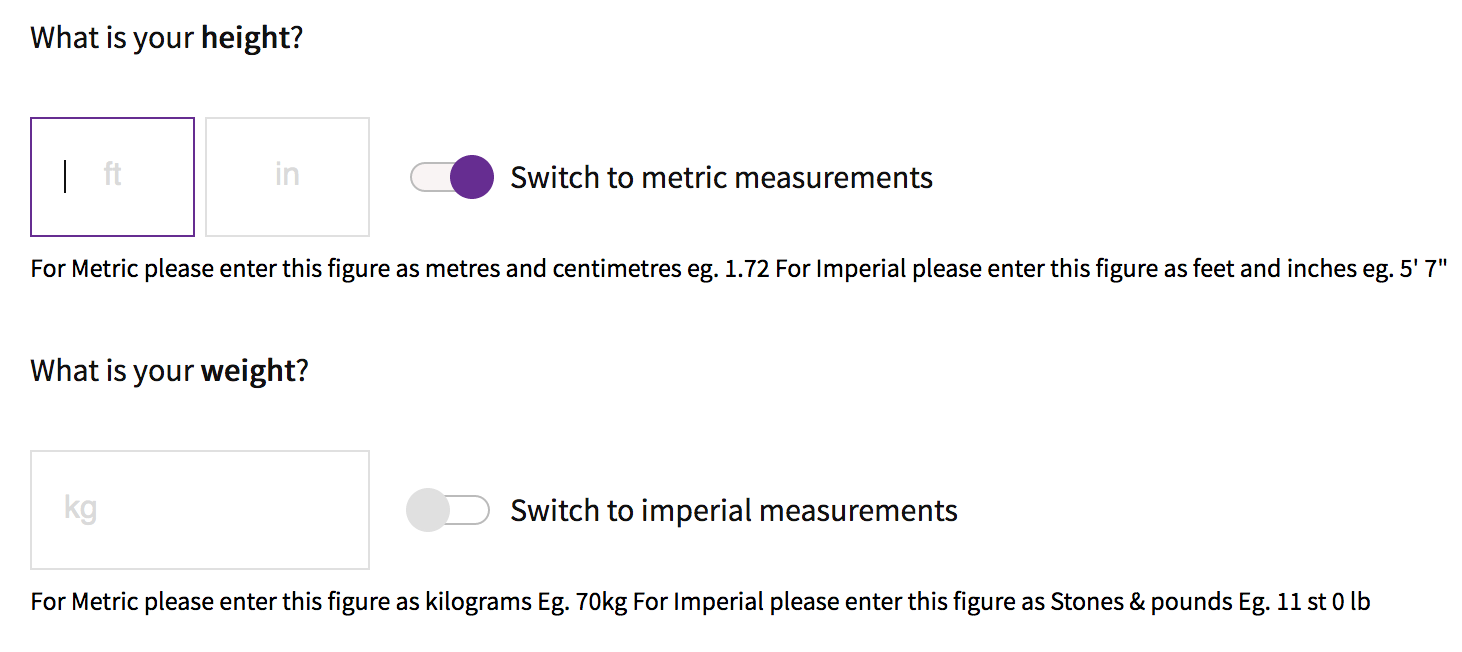 What is your height?
ft in Switch to metric measurements
For Metric please enter this figure as metres and centimetres eg. 1.72 For Imperial please enter this figure as feet and inches eg. 5' 7"
What is your weight?
kg Switch to imperial measurements
For Metric please enter this figure as kilograms Eg. 70kg For Imperial please enter this figure as Stones & pounds Eg. 11 st 0 lb